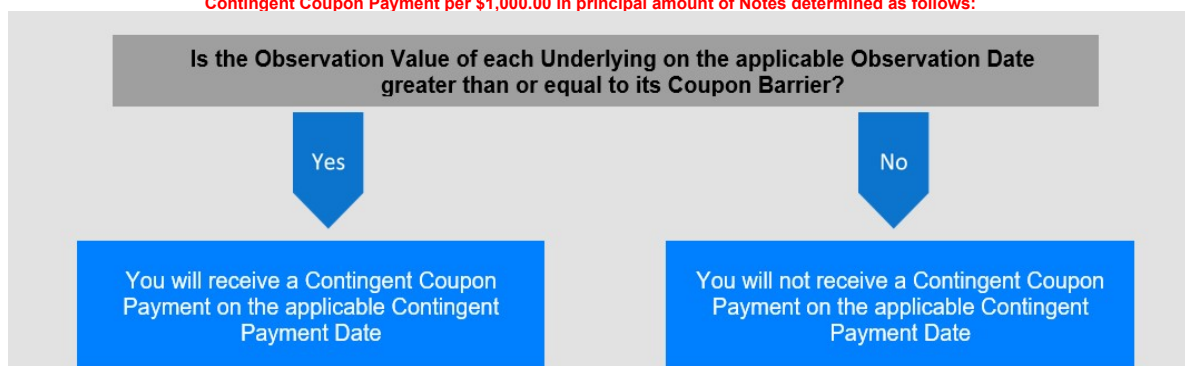 Contingent Coupon Payment per $1,000.00 in principal amount of Notes determined as follows:
Is the Observation Value of each Underlying on the applicable Observation Date
greater than or equal to its Coupon Barrier?
Yes
No
You will receive a Contingent Coupon
Payment on the applicable Contingent
Payment Date
You will not receive a Contingent Coupon
Payment on the applicable Contingent
Payment Date